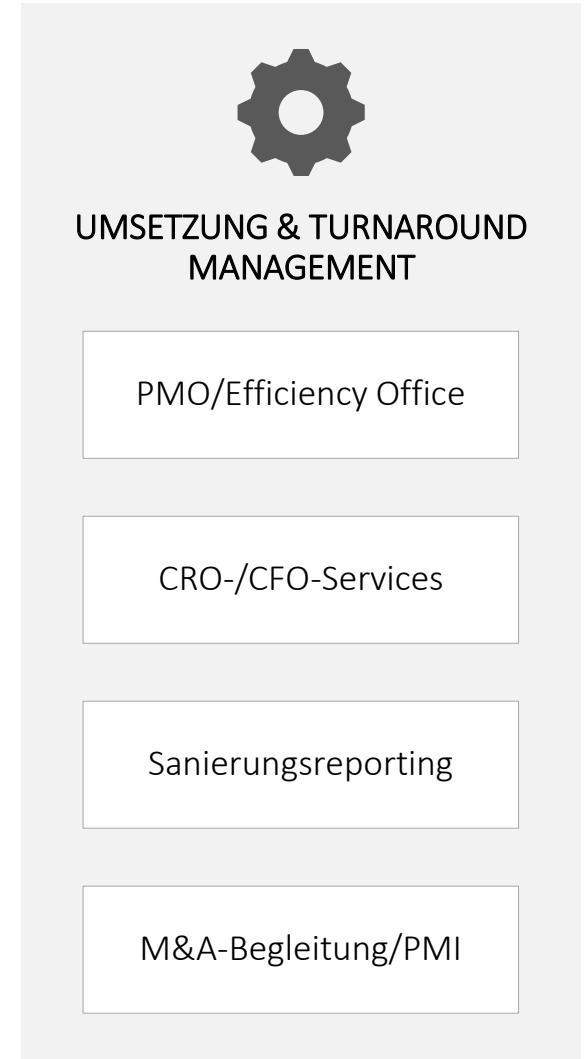 UMSETZUNG & TURNAROUND
MANAGEMENT
PMO/Efficiency Office
CRO-/CFO-Services
Sanierungsreporting
M&A-Begleitung/PMI